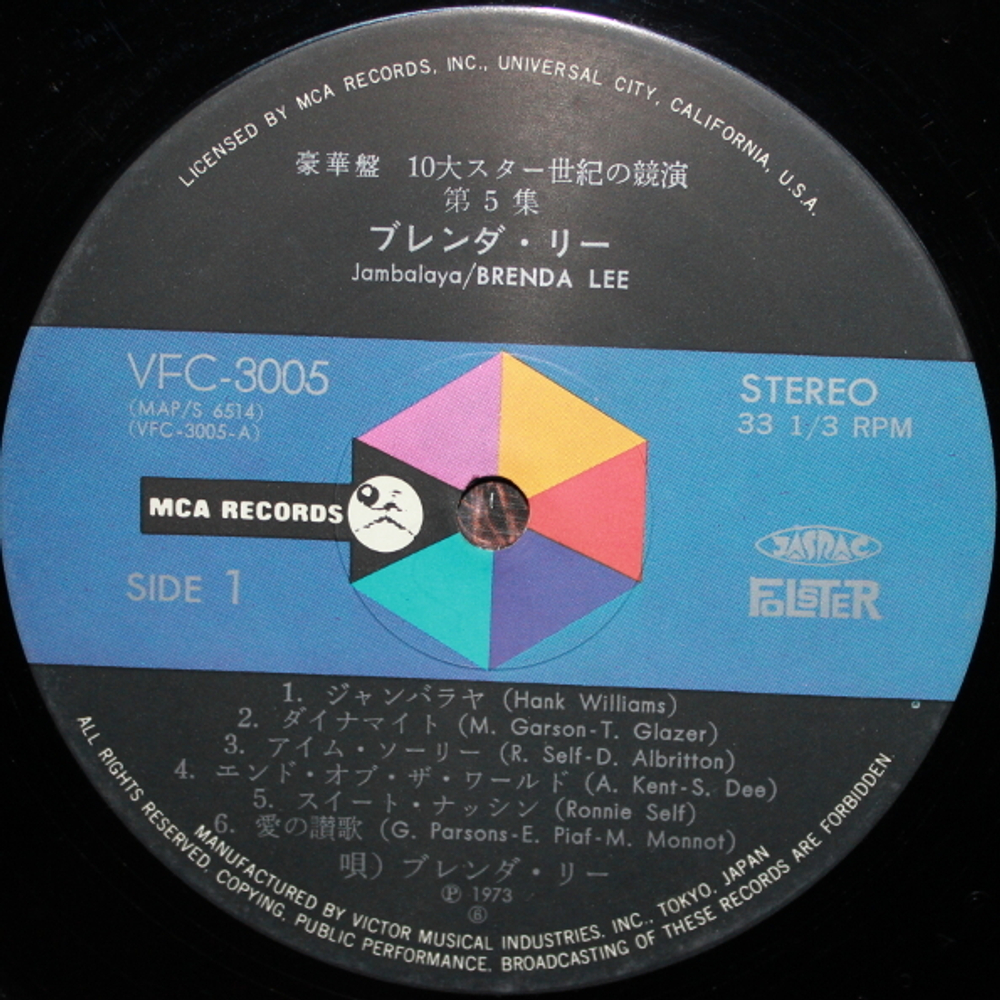 LICENSED BY MCA RECORDS, INC., UNIVERSAL CITY, CALIFORNIA, U.S.A.
豪華盤 10大スター世紀の競演
第 5 集
ブレンダ・リー
Jambalaya/BRENDA LEE
VFC-3005
(MAP/S 6514)
(VFC-3005-A)
STEREO
33 1/3 RPM
MCA RECORDS
SIDE 1
JASRAC
FOLSTER
1. ジャンバラヤ (Hank Williams)
2. ダイナマイト (M. Garson-T. Glazer)
3. アイム・ソーリー (R. Self-D. Albritton)
4. エンド・オブ・ザ・ワールド (A. Kent-S. Dee)
5. スイート・ナッシン (Ronnie Self)
6. 愛の讃歌 (G. Parsons-E. Piaf-M. Monnot)
唄) ブレンダ・リー
Ⓟ 1973
⑥
MANUFACTURED BY VICTOR MUSICAL INDUSTRIES, INC., TOKYO, JAPAN
ALL RIGHTS RESERVED. COPYING, PUBLIC PERFORMANCE, BROADCASTING OF THESE RECORDS ARE FORBIDDEN.